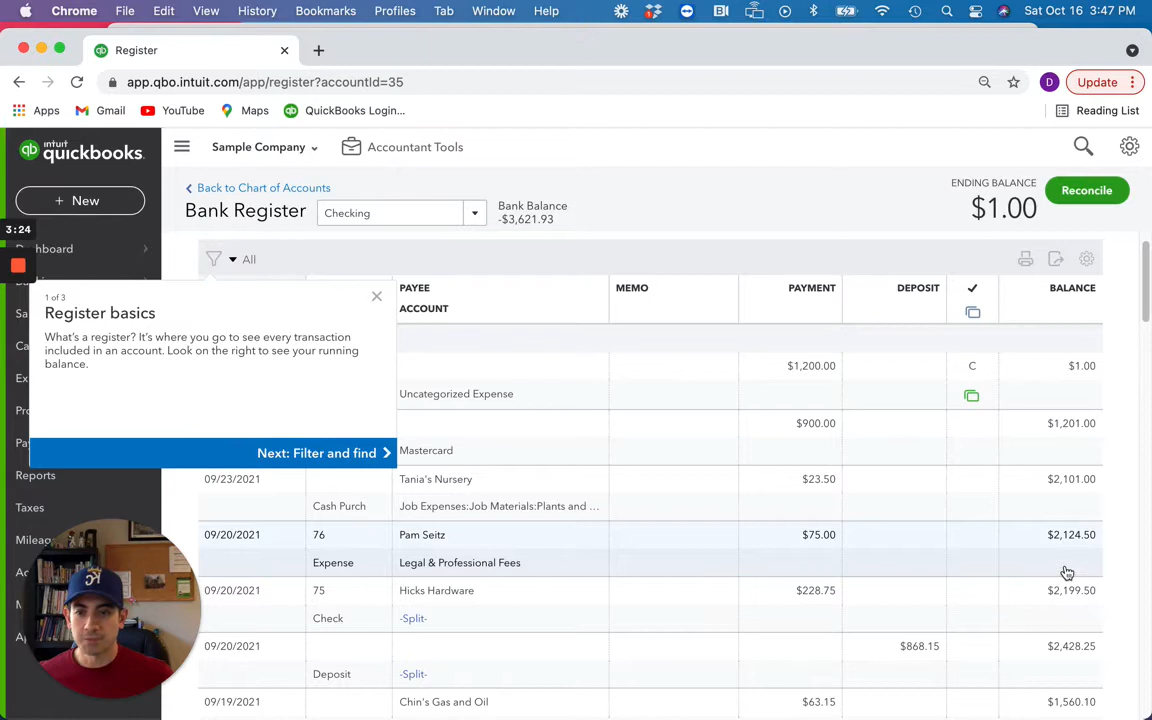 Chrome File Edit View History Bookmarks Profiles Tab Window Help Sat Oct 16 3:47 PM
Register
app.qbo.intuit.com/app/register?accountId=35 D Update
Apps Gmail YouTube Maps QuickBooks Login... Reading List
intuit quickbooks. Sample Company Accountant Tools
+ New
Back to Chart of Accounts
Bank Register Checking Bank Balance -$3,621.93
ENDING BALANCE $1.00 Reconcile
3:24
All
PAYEE MEMO PAYMENT DEPOSIT BALANCE
ACCOUNT
1 of 3
Register basics
What's a register? It's where you go to see every transaction
included in an account. Look on the right to see your running
balance.
Next: Filter and find
$1,200.00 C $1.00
Uncategorized Expense
$900.00 $1,201.00
Mastercard
09/23/2021 Tania's Nursery $23.50 $2,101.00
Cash Purch Job Expenses:Job Materials:Plants and ...
09/20/2021 76 Pam Seitz $75.00 $2,124.50
Expense Legal & Professional Fees
09/20/2021 75 Hicks Hardware $228.75 $2,199.50
Check -Split-
09/20/2021 $868.15 $2,428.25
Deposit -Split-
09/19/2021 Chin's Gas and Oil $63.15 $1,560.10
Reports
Taxes